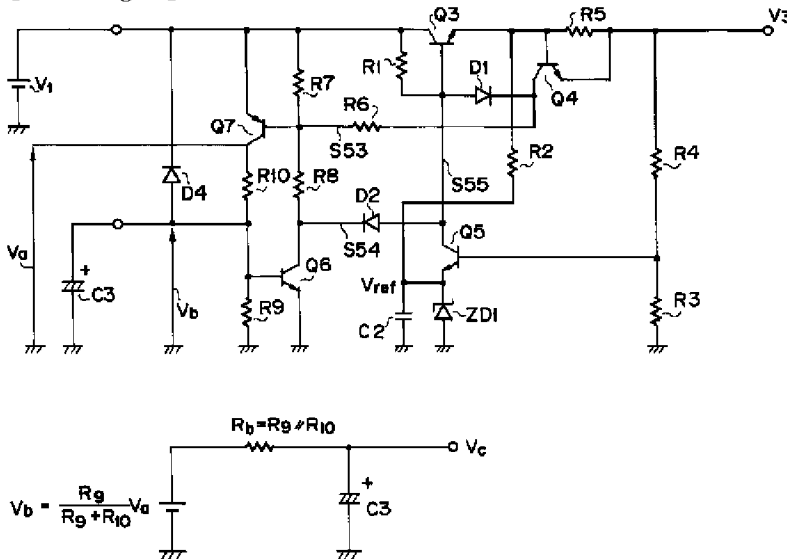 Q3
R5
V3
R1
D1
Q4
V1
R7
R6
Q7
S53
R2
R4
R10
R8
D2
S55
D4
S54
Q5
Va
+
C3
Vb
Q6
Vref
R9
C2
ZD1
R3
Rb=R9∥R10
Vc
+
C3
Vb = R9/(R9+R10) Va